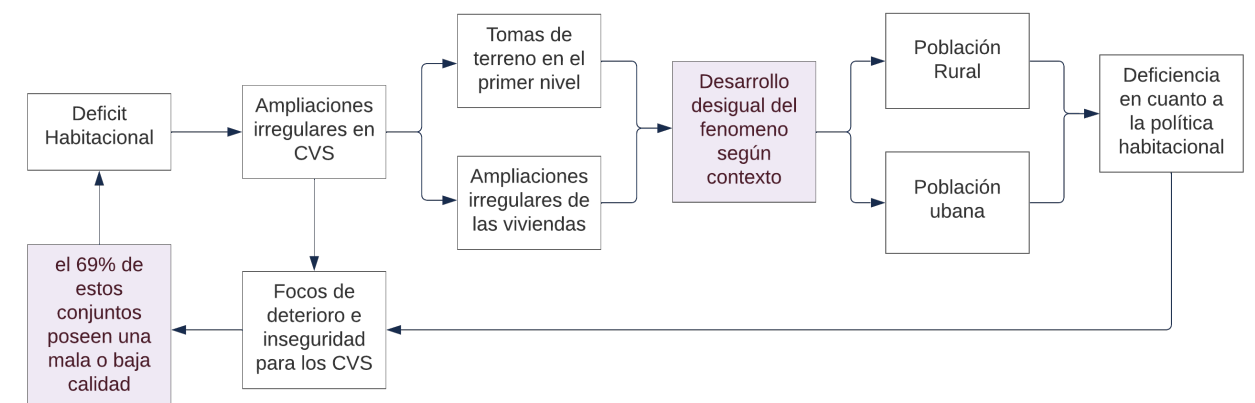 Deficit
Habitacional
Ampliaciones
irregulares en
CVS
Tomas de
terreno en el
primer nivel
Ampliaciones
irregulares de
las viviendas
Desarrollo
desigual del
fenomeno
según
contexto
Población
Rural
Población
ubana
Deficiencia
en cuanto a
la política
habitacional
el 69% de
estos
conjuntos
poseen una
mala o baja
calidad
Focos de
deterioro e
inseguridad
para los CVS